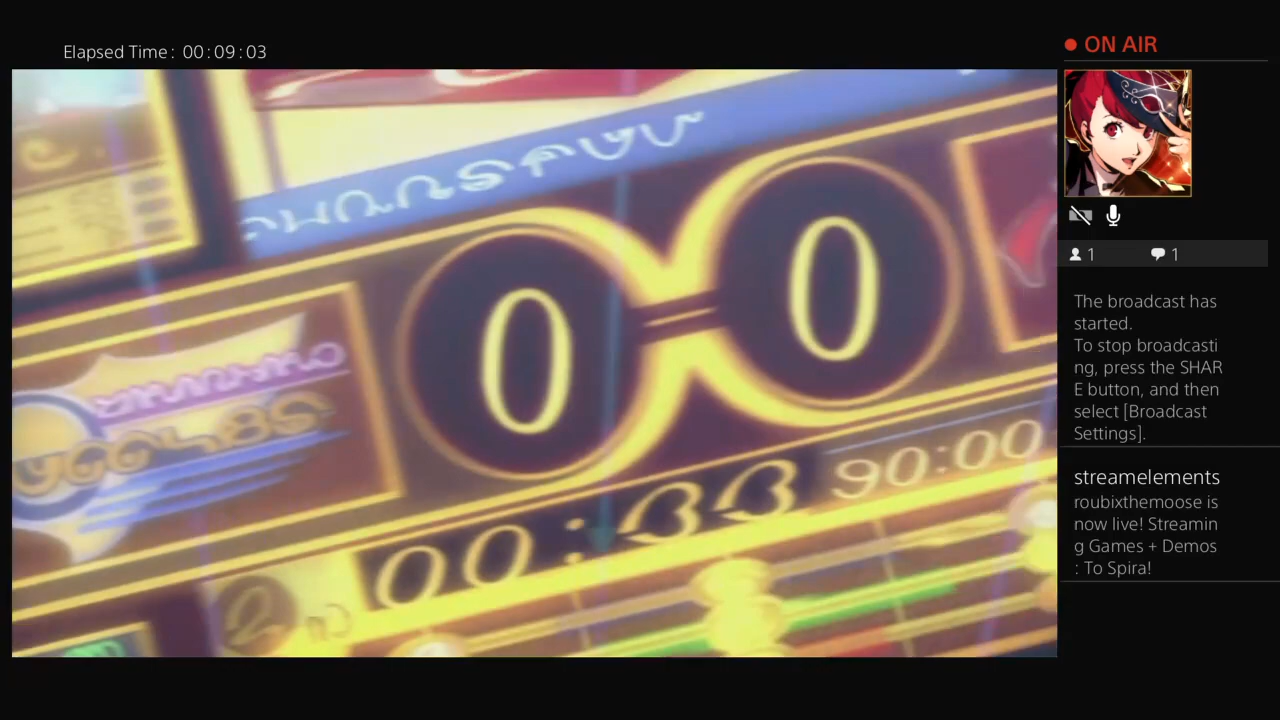 Elapsed Time: 00:09:03
ON AIR
1
1
The broadcast has
started.
To stop broadcasti
ng, press the SHAR
E button, and then
select [Broadcast
Settings].
streamelements
roubixthemoose is
now live! Streamin
g Games + Demos
: To Spira!
0 0
90:00